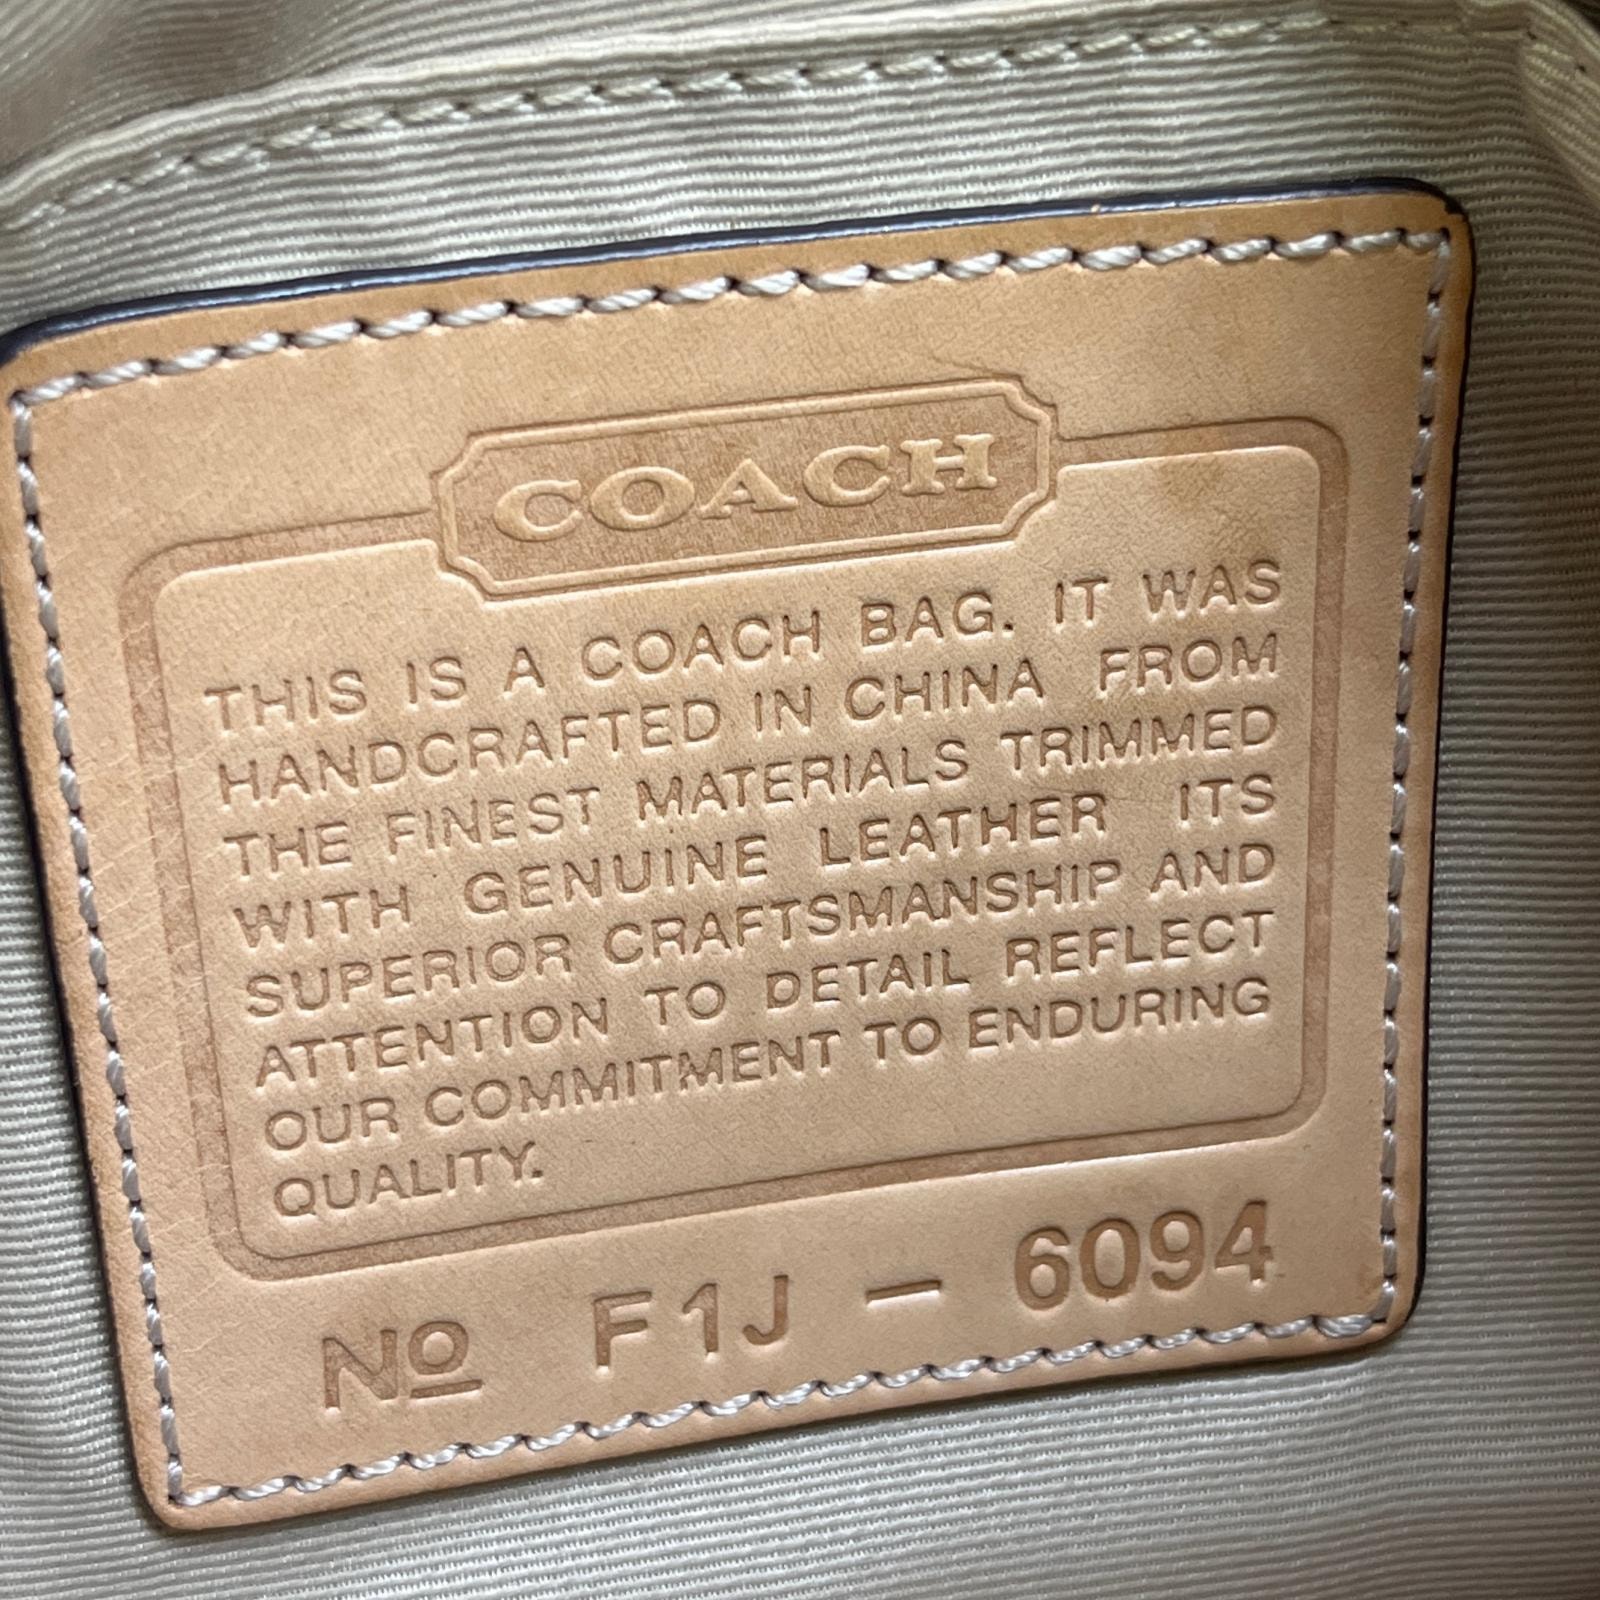 COACH
THIS IS A COACH BAG. IT WAS
HANDCRAFTED IN CHINA FROM
THE FINEST MATERIALS TRIMMED
WITH GENUINE LEATHER ITS
SUPERIOR CRAFTSMANSHIP AND
ATTENTION TO DETAIL REFLECT
OUR COMMITMENT TO ENDURING
QUALITY.
No F1J - 6094